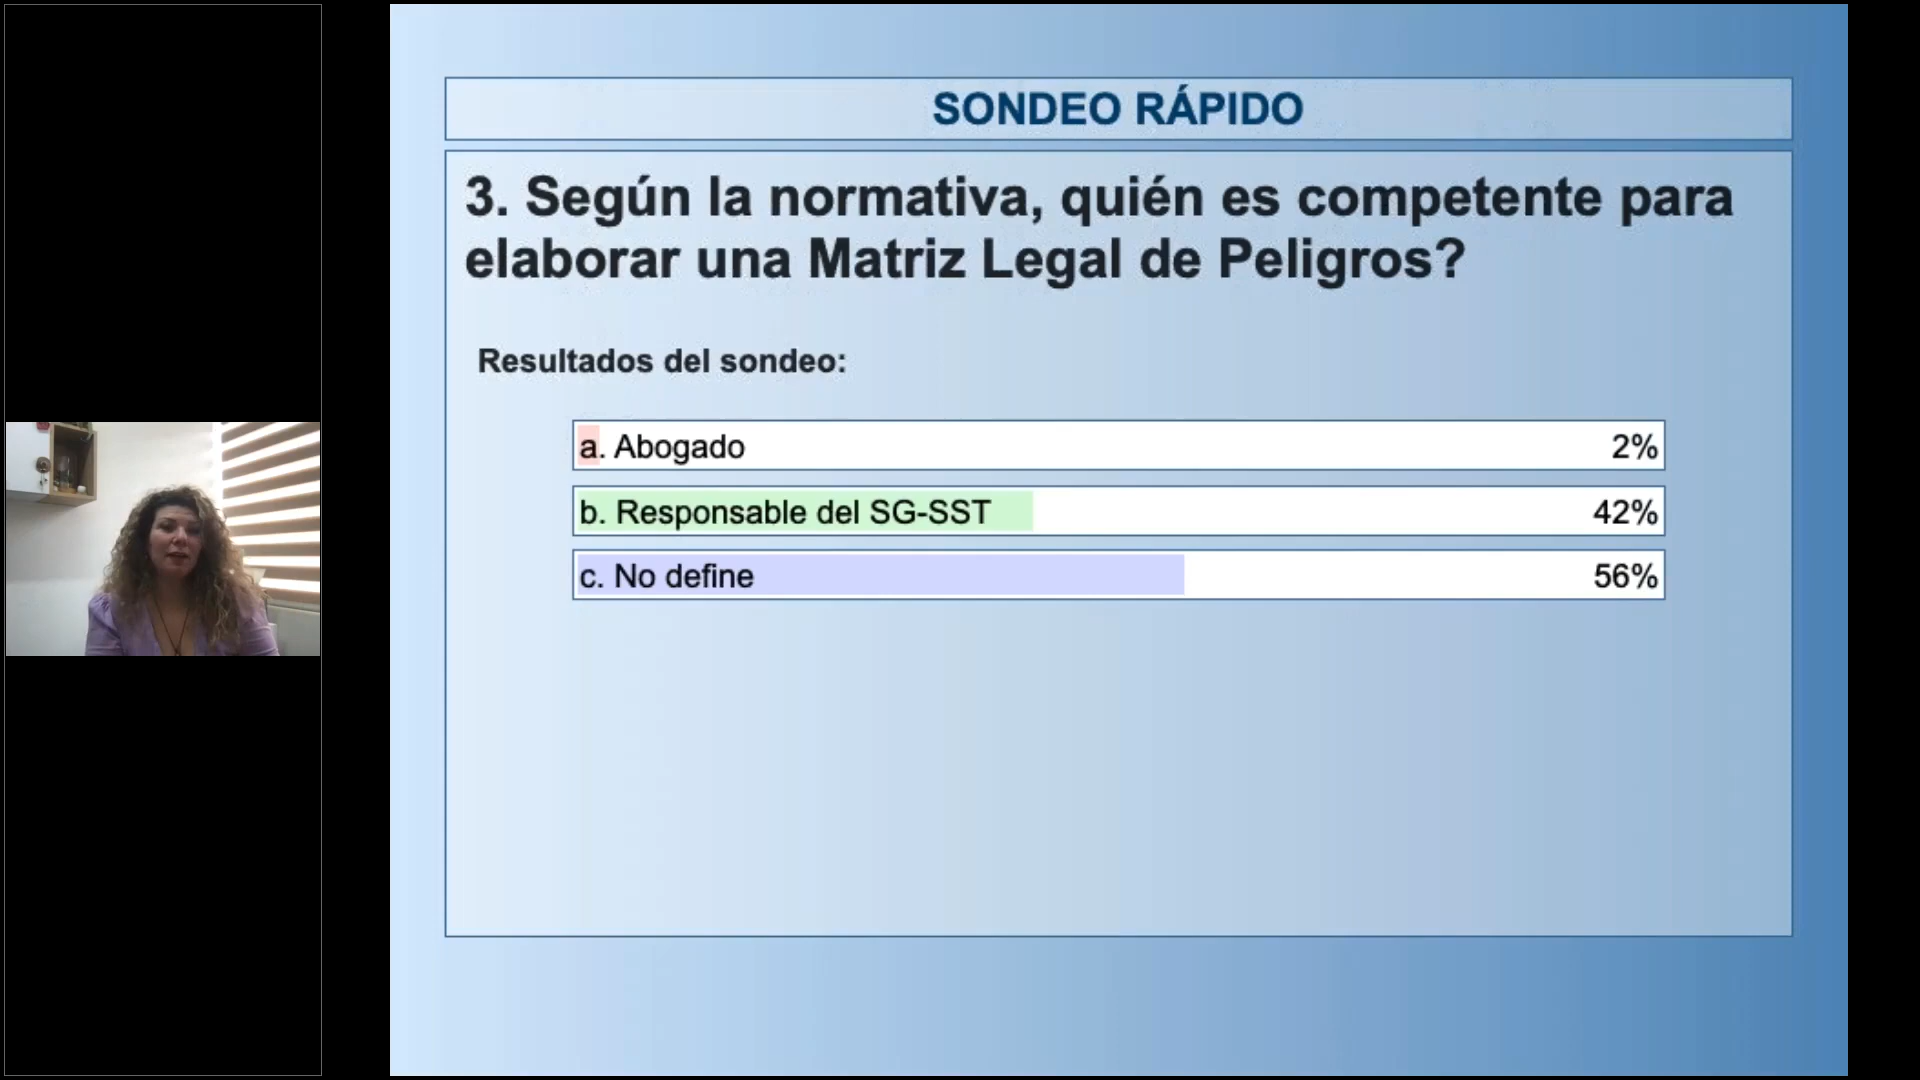 SONDEO RÁPIDO
3. Según la normativa, quién es competente para
elaborar una Matriz Legal de Peligros?
Resultados del sondeo:
a. Abogado 2%
b. Responsable del SG-SST 42%
c. No define 56%